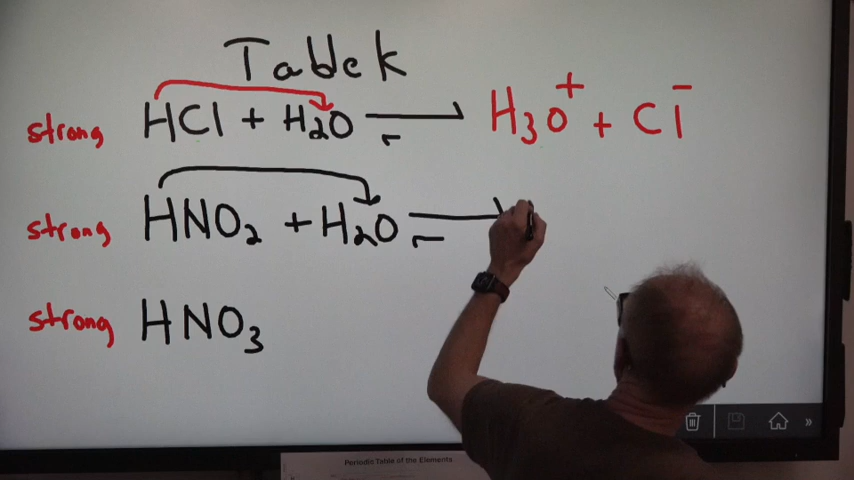 Table k
strong HCl + H₂O → H₃O⁺ + Cl⁻
strong HNO₂ + H₂O →
strong HNO₃
Periodic Table of the Elements